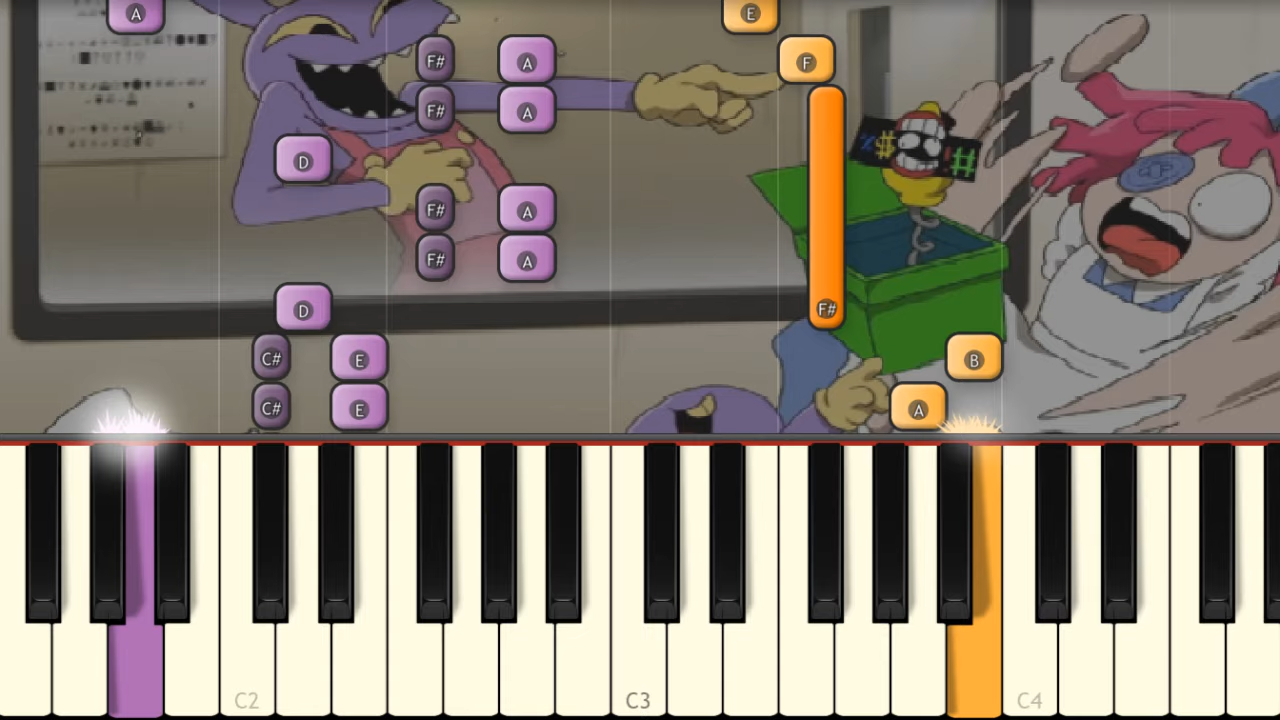 A E
F# A F
F# A
D
F# A
F# A
D F#
C# E B
C# E A
C2 C3 C4